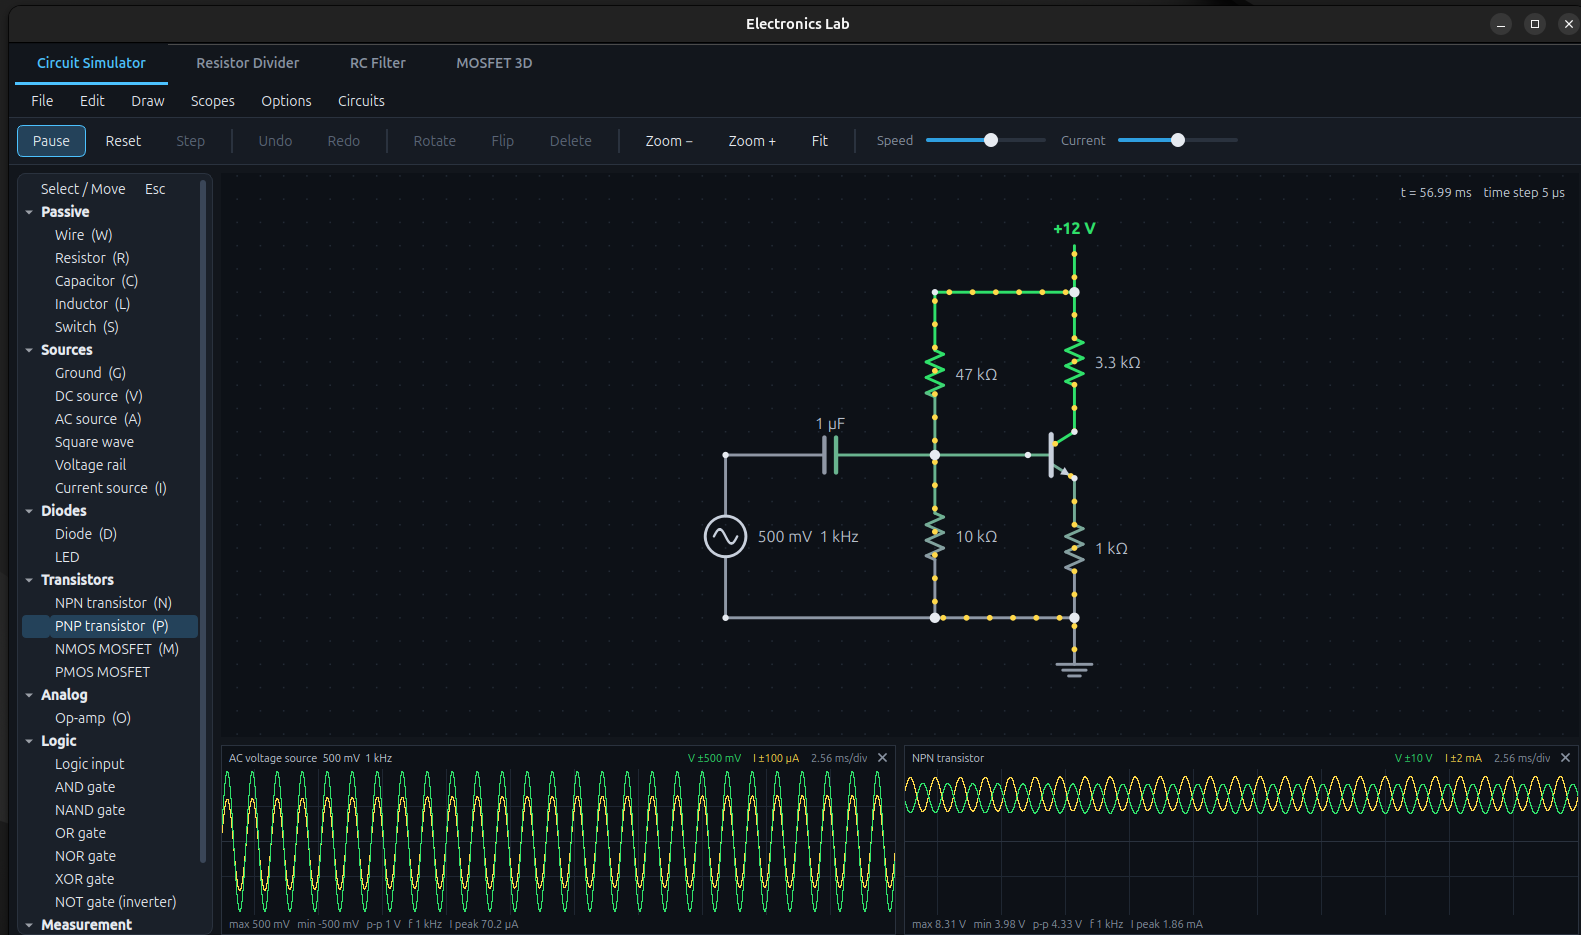 Electronics Lab
Circuit Simulator Resistor Divider RC Filter MOSFET 3D
File Edit Draw Scopes Options Circuits
Pause Reset Step Undo Redo Rotate Flip Delete Zoom − Zoom + Fit Speed Current
Select / Move Esc
Passive
Wire (W)
Resistor (R)
Capacitor (C)
Inductor (L)
Switch (S)
Sources
Ground (G)
DC source (V)
AC source (A)
Square wave
Voltage rail
Current source (I)
Diodes
Diode (D)
LED
Transistors
NPN transistor (N)
PNP transistor (P)
NMOS MOSFET (M)
PMOS MOSFET
Analog
Op-amp (O)
Logic
Logic input
AND gate
NAND gate
OR gate
NOR gate
XOR gate
NOT gate (inverter)
Measurement
t = 56.99 ms time step 5 µs
+12 V
47 kΩ
3.3 kΩ
1 µF
500 mV 1 kHz
10 kΩ
1 kΩ
AC voltage source 500 mV 1 kHz V ±500 mV I ±100 µA 2.56 ms/div
max 500 mV min -500 mV p-p 1 V f 1 kHz I peak 70.2 µA
NPN transistor V ±10 V I ±2 mA 2.56 ms/div
max 8.31 V min 3.98 V p-p 4.33 V f 1 kHz I peak 1.86 mA